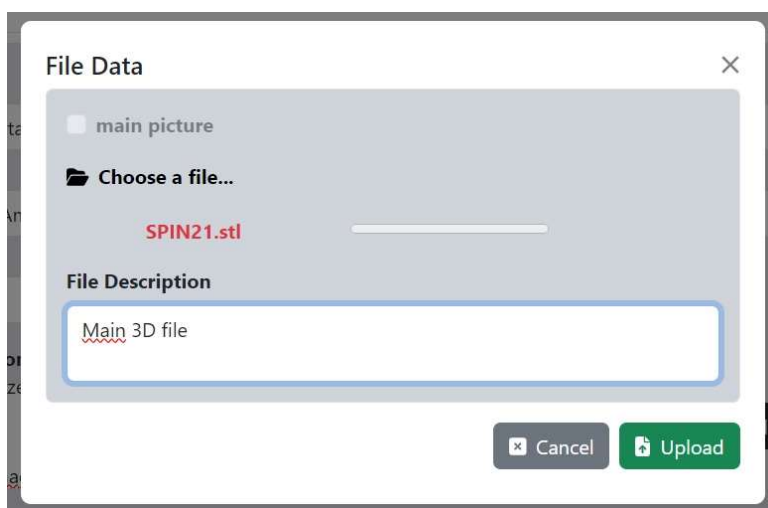 File Data
main picture
Choose a file...
SPIN21.stl
File Description
Main 3D file
Cancel
Upload